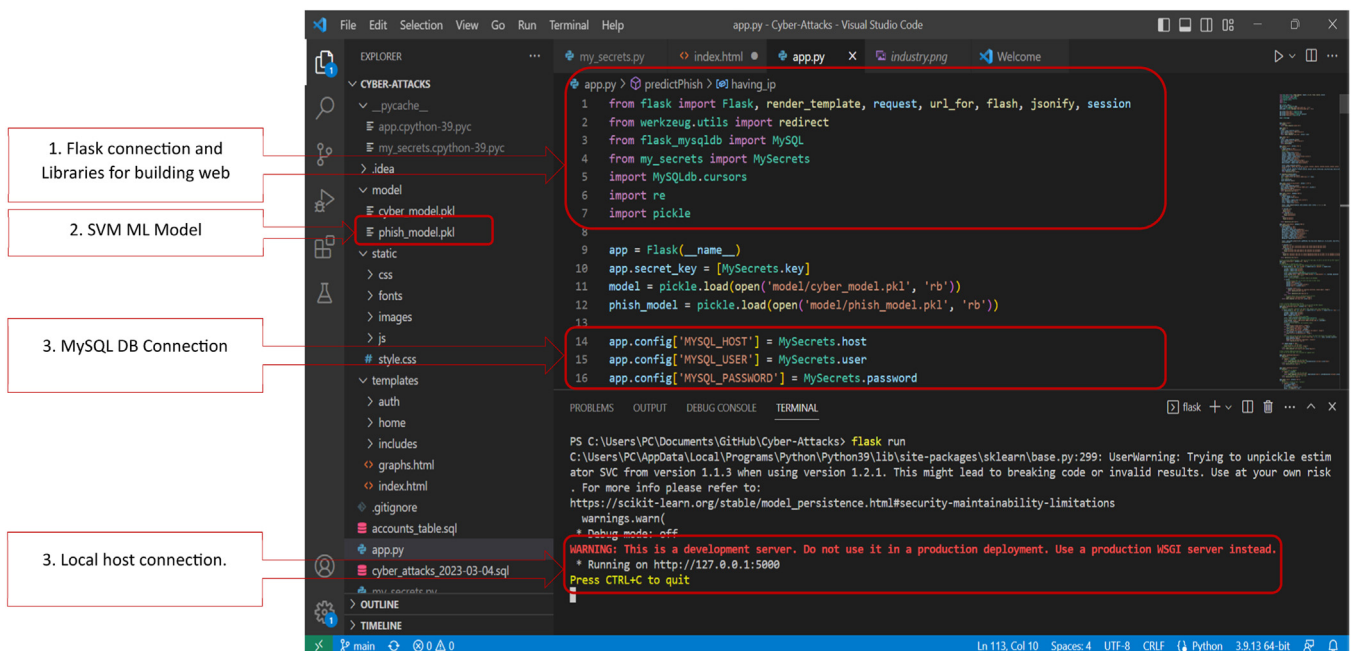 File Edit Selection View Go Run Terminal Help app.py - Cyber-Attacks - Visual Studio Code
EXPLORER ...
my_secrets.py index.html app.py industry.png Welcome
CYBER-ATTACKS
__pycache__
app.cpython-39.pyc
my_secrets.cpython-39.pyc
.idea
model
cyber_model.pkl
phish_model.pkl
static
css
fonts
images
js
style.css
templates
auth
home
includes
graphs.html
index.html
.gitignore
accounts_table.sql
app.py
cyber_attacks_2023-03-04.sql
my_secrets.py
OUTLINE
TIMELINE
1. Flask connection and
Libraries for building web
2. SVM ML Model
3. MySQL DB Connection
3. Local host connection.
app.py > predictPhish > having_ip
1 from flask import Flask, render_template, request, url_for, flash, jsonify, session
2 from werkzeug.utils import redirect
3 from flask_mysqldb import MySQL
4 from my_secrets import MySecrets
5 import MySQLdb.cursors
6 import re
7 import pickle
8
9 app = Flask(__name__)
10 app.secret_key = [MySecrets.key]
11 model = pickle.load(open('model/cyber_model.pkl', 'rb'))
12 phish_model = pickle.load(open('model/phish_model.pkl', 'rb'))
13
14 app.config['MYSQL_HOST'] = MySecrets.host
15 app.config['MYSQL_USER'] = MySecrets.user
16 app.config['MYSQL_PASSWORD'] = MySecrets.password
PROBLEMS OUTPUT DEBUG CONSOLE TERMINAL
flask
PS C:\Users\PC\Documents\GitHub\Cyber-Attacks> flask run
C:\Users\PC\AppData\Local\Programs\Python\Python39\lib\site-packages\sklearn\base.py:299: UserWarning: Trying to unpickle estim
ator SVC from version 1.1.3 when using version 1.2.1. This might lead to breaking code or invalid results. Use at your own risk
. For more info please refer to:
https://scikit-learn.org/stable/model_persistence.html#security-maintainability-limitations
warnings.warn(
* Debug mode: off
WARNING: This is a development server. Do not use it in a production deployment. Use a production WSGI server instead.
* Running on http://127.0.0.1:5000
Press CTRL+C to quit
main 0 0 Ln 113, Col 10 Spaces: 4 UTF-8 CRLF Python 3.9.13 64-bit